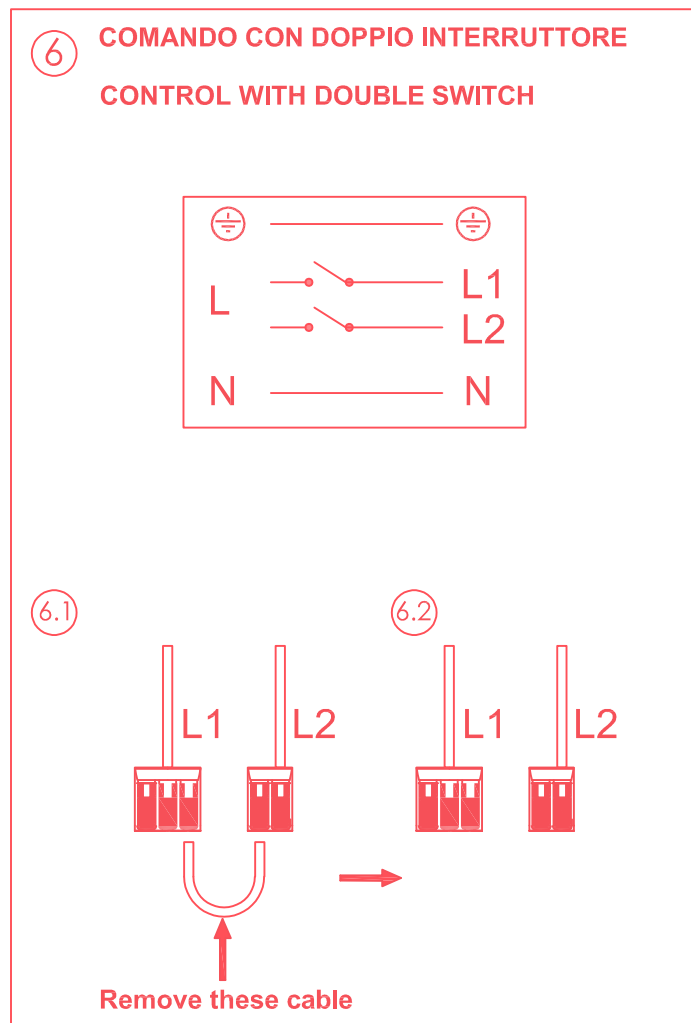 6 COMANDO CON DOPPIO INTERRUTTORE
CONTROL WITH DOUBLE SWITCH
L L1
L2
N N
6.1 6.2
L1 L2 L1 L2
Remove these cable